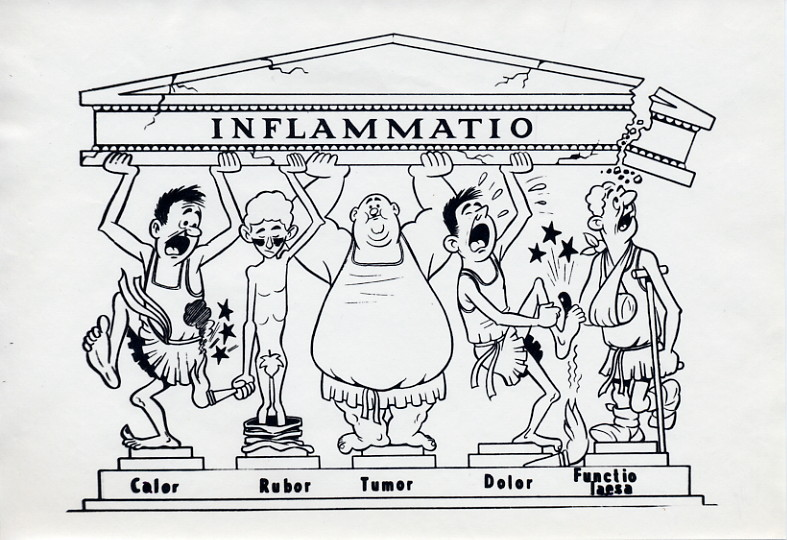 INFLAMMATIO
Calor Rubor Tumor Dolor Functio
laesa